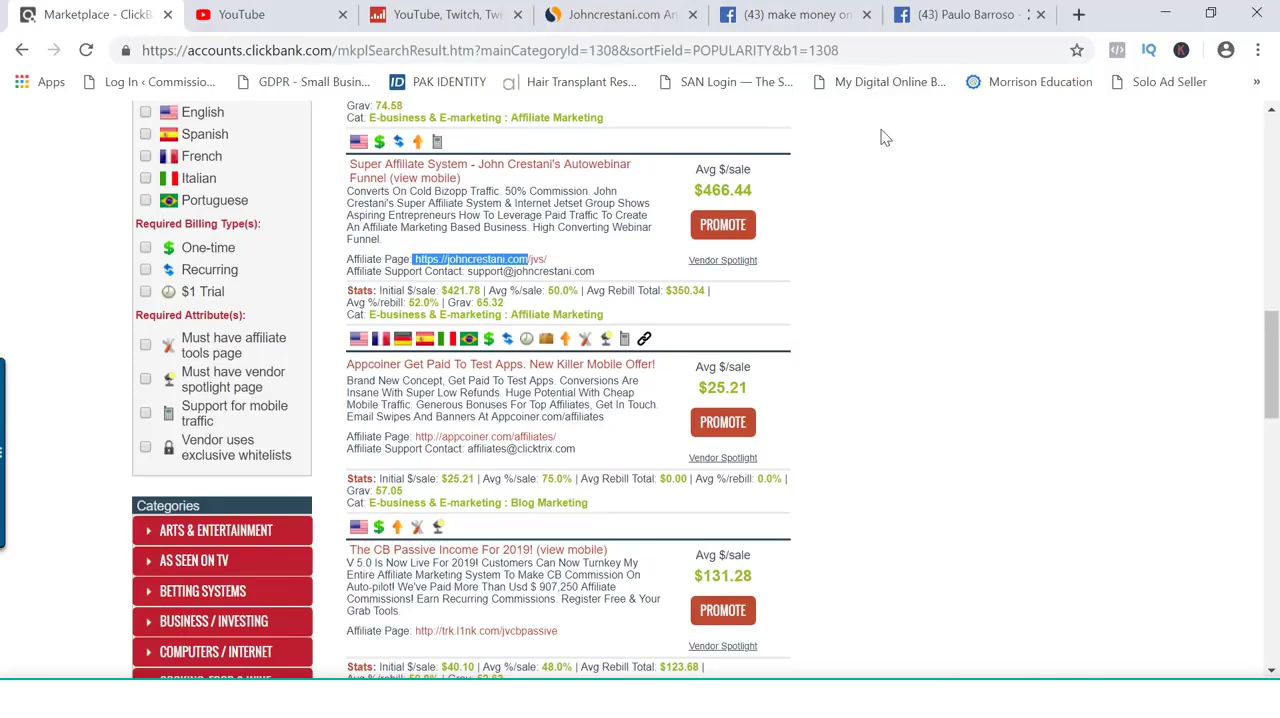 Marketplace - ClickB
YouTube
YouTube, Twitch, Twi
Johncrestani.com An
(43) make money on
(43) Paulo Barroso -
https://accounts.clickbank.com/mkplSearchResult.htm?mainCategoryId=1308&sortField=POPULARITY&b1=1308
Apps
Log In ‹ Commissio...
GDPR - Small Busin...
ID PAK IDENTITY
Hair Transplant Res...
SAN Login — The S...
My Digital Online B...
Morrison Education
Solo Ad Seller
»
English
Spanish
French
Italian
Portuguese
Required Billing Type(s):
One-time
Recurring
$1 Trial
Required Attribute(s):
Must have affiliate
tools page
Must have vendor
spotlight page
Support for mobile
traffic
Vendor uses
exclusive whitelists
Categories
ARTS & ENTERTAINMENT
AS SEEN ON TV
BETTING SYSTEMS
BUSINESS / INVESTING
COMPUTERS / INTERNET
Grav: 74.58
Cat: E-business & E-marketing : Affiliate Marketing
Super Affiliate System - John Crestani's Autowebinar
Funnel (view mobile)
Converts On Cold Bizopp Traffic. 50% Commission. John
Crestani's Super Affiliate System & Internet Jetset Group Shows
Aspiring Entrepreneurs How To Leverage Paid Traffic To Create
An Affiliate Marketing Based Business. High Converting Webinar
Funnel.
Affiliate Page: https://johncrestani.com/jvs/
Affiliate Support Contact: support@johncrestani.com
Avg $/sale
$466.44
PROMOTE
Vendor Spotlight
Stats: Initial $/sale: $421.78 | Avg %/sale: 50.0% | Avg Rebill Total: $350.34 |
Avg %/rebill: 52.0% | Grav: 65.32
Cat: E-business & E-marketing : Affiliate Marketing
Appcoiner Get Paid To Test Apps. New Killer Mobile Offer!
Brand New Concept, Get Paid To Test Apps. Conversions Are
Insane With Super Low Refunds. Huge Potential With Cheap
Mobile Traffic. Generous Bonuses For Top Affiliates, Get In Touch.
Email Swipes And Banners At Appcoiner.com/affiliates
Affiliate Page: http://appcoiner.com/affiliates/
Affiliate Support Contact: affiliates@clicktrix.com
Avg $/sale
$25.21
PROMOTE
Vendor Spotlight
Stats: Initial $/sale: $25.21 | Avg %/sale: 75.0% | Avg Rebill Total: $0.00 | Avg %/rebill: 0.0% |
Grav: 57.05
Cat: E-business & E-marketing : Blog Marketing
The CB Passive Income For 2019! (view mobile)
V 5.0 Is Now Live For 2019! Customers Can Now Turnkey My
Entire Affiliate Marketing System To Make CB Commission On
Auto-pilot! We've Paid More Than Usd $ 907,250 Affiliate
Commissions! Earn Recurring Commissions. Register Free & Your
Grab Tools.
Affiliate Page: http://trk.l1nk.com/jvcbpassive
Avg $/sale
$131.28
PROMOTE
Vendor Spotlight
Stats: Initial $/sale: $40.10 | Avg %/sale: 48.0% | Avg Rebill Total: $123.68 |